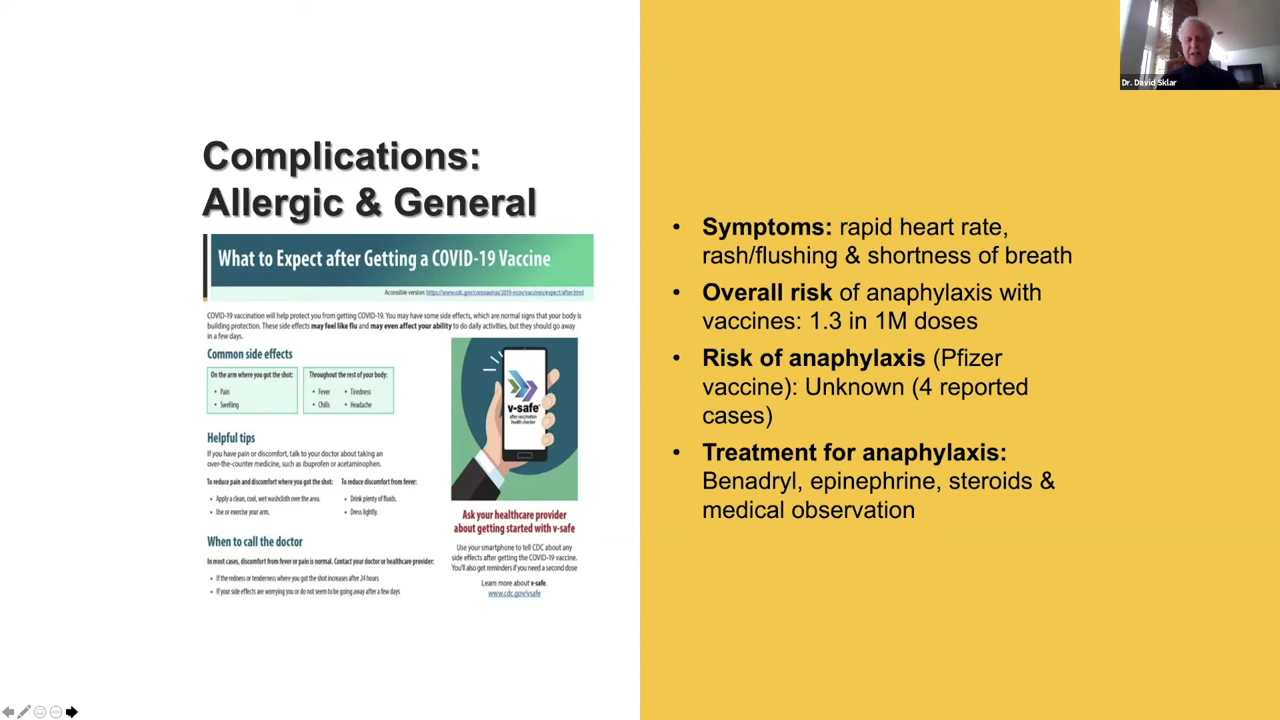 Dr. David Sklar
Complications:
Allergic & General
What to Expect after Getting a COVID-19 Vaccine
Accessible version: https://www.cdc.gov/coronavirus/2019-ncov/vaccines/expect/after.html
COVID-19 vaccination will help protect you from getting COVID-19. You may have some side effects, which are normal signs that your body is
building protection. These side effects may feel like flu and may even affect your ability to do daily activities, but they should go away
in a few days.
Common side effects
On the arm where you got the shot:
• Pain
• Swelling
Throughout the rest of your body:
• Fever • Tiredness
• Chills • Headache
Helpful tips
If you have pain or discomfort, talk to your doctor about taking an
over-the-counter medicine, such as ibuprofen or acetaminophen.
To reduce pain and discomfort where you got the shot:
• Apply a clean, cool, wet washcloth over the area.
• Use or exercise your arm.
To reduce discomfort from fever:
• Drink plenty of fluids.
• Dress lightly.
When to call the doctor
In most cases, discomfort from fever or pain is normal. Contact your doctor or healthcare provider:
• If the redness or tenderness where you got the shot increases after 24 hours
• If your side effects are worrying you or do not seem to be going away after a few days
v-safe
after vaccination
health checker
Ask your healthcare provider
about getting started with v-safe
Use your smartphone to tell CDC about any
side effects after getting the COVID-19 vaccine.
You'll also get reminders if you need a second dose
Learn more about v-safe.
www.cdc.gov/vsafe
• Symptoms: rapid heart rate,
rash/flushing & shortness of breath
• Overall risk of anaphylaxis with
vaccines: 1.3 in 1M doses
• Risk of anaphylaxis (Pfizer
vaccine): Unknown (4 reported
cases)
• Treatment for anaphylaxis:
Benadryl, epinephrine, steroids &
medical observation